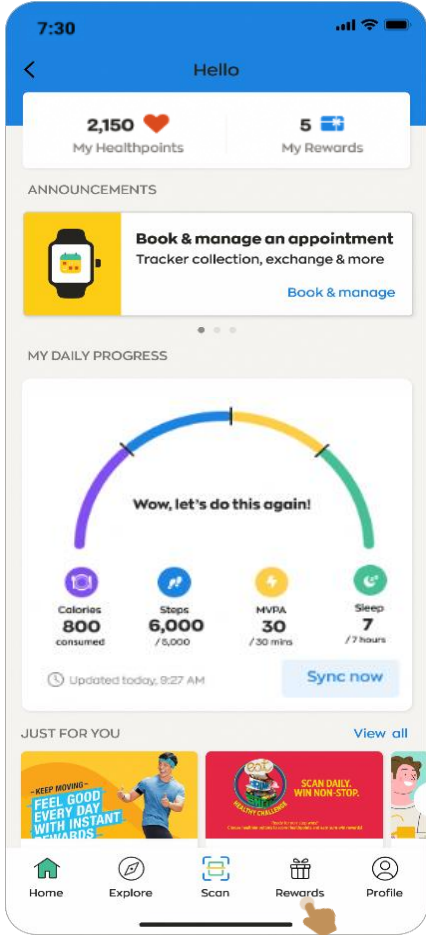 7:30
Hello
2,150
My Healthpoints
5
My Rewards
ANNOUNCEMENTS
Book & manage an appointment
Tracker collection, exchange & more
Book & manage
MY DAILY PROGRESS
Wow, let's do this again!
Calories
800
consumed
Steps
6,000
/5,000
MVPA
30
/30 mins
Sleep
7
/7 hours
Updated today, 9:27 AM
Sync now
JUST FOR YOU
View all
-KEEP MOVING-
FEEL GOOD
EVERY DAY
WITH INSTANT
REWARDS
eat
HEALTHY CHALLENGE
SCAN DAILY.
WIN NON-STOP.
Home
Explore
Scan
Rewards
Profile